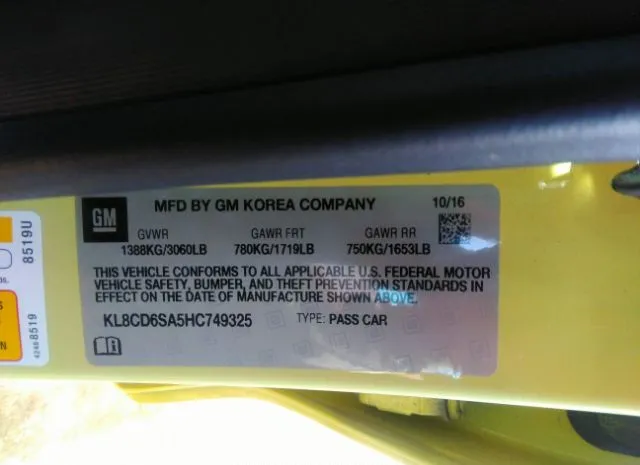 GM
MFD BY GM KOREA COMPANY
10/16
GVWR GAWR FRT GAWR RR
1388KG/3060LB 780KG/1719LB 750KG/1653LB
THIS VEHICLE CONFORMS TO ALL APPLICABLE U.S. FEDERAL MOTOR
VEHICLE SAFETY, BUMPER, AND THEFT PREVENTION STANDARDS IN
EFFECT ON THE DATE OF MANUFACTURE SHOWN ABOVE.
KL8CD6SA5HC749325 TYPE: PASS CAR
8519U
42488519